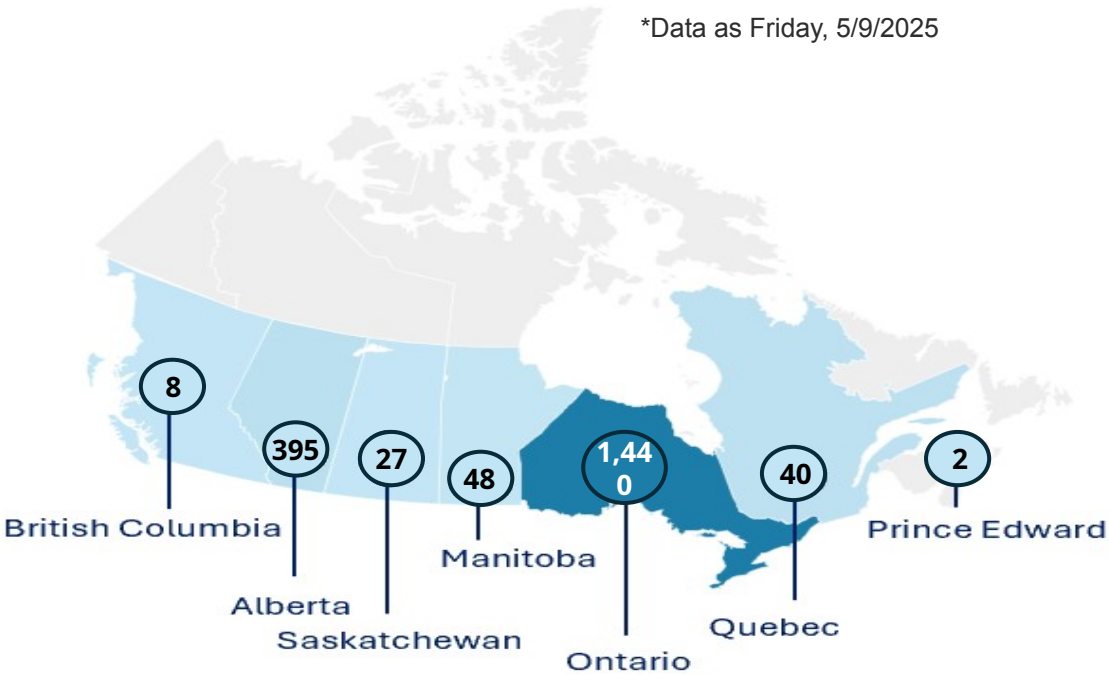 *Data as Friday, 5/9/2025
8
395
27
48
1,44
0
40
2
British Columbia
Prince Edward
Manitoba
Alberta
Quebec
Saskatchewan
Ontario